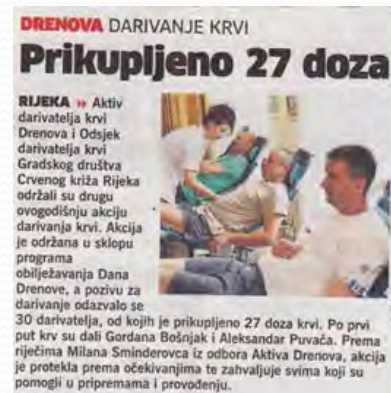 DRENOVA DARIVANJE KRVI
Prikupljeno 27 doza
RIJEKA » Aktiv
darivatelja krvi
Drenova i Odsjek
darivatelja krvi
Gradskog društva
Crvenog križa Rijeka
održali su drugu
ovogodišnju akciju
darivanja krvi. Akcija
je održana u sklopu
programa
obilježavanja Dana
Drenove, a pozivu za
darivanje odazvalo se
30 darivatelja, od kojih je prikupljeno 27 doza krvi. Po prvi
put krv su dali Gordana Bošnjak i Aleksandar Puvača. Prema
riječima Milana Sminderovca iz odbora Aktiva Drenova, akcija
je protekla prema očekivanjima te zahvaljuje svima koji su
pomogli u pripremama i provođenju.